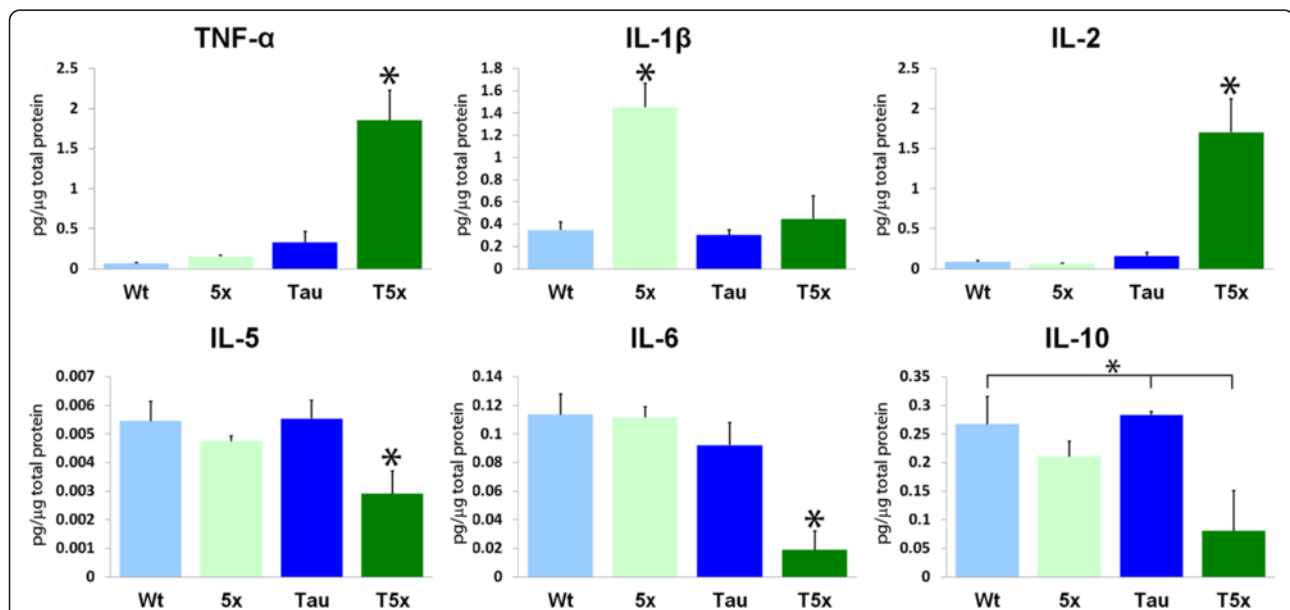 TNF-α
IL-1β
IL-2
pg/μg total protein
2.5
2
1.5
1
0.5
0
Wt
5x
Tau
T5x
*
pg/μg total protein
1.8
1.6
1.4
1.2
1
0.8
0.6
0.4
0.2
0
Wt
5x
Tau
T5x
*
pg/μg total protein
2.5
2
1.5
1
0.5
0
Wt
5x
Tau
T5x
*
IL-5
IL-6
IL-10
pg/μg total protein
0.007
0.006
0.005
0.004
0.003
0.002
0.001
0
Wt
5x
Tau
T5x
*
pg/μg total protein
0.14
0.12
0.1
0.08
0.06
0.04
0.02
0
Wt
5x
Tau
T5x
*
pg/μg total protein
0.35
0.3
0.25
0.2
0.15
0.1
0.05
0
Wt
5x
Tau
T5x
*